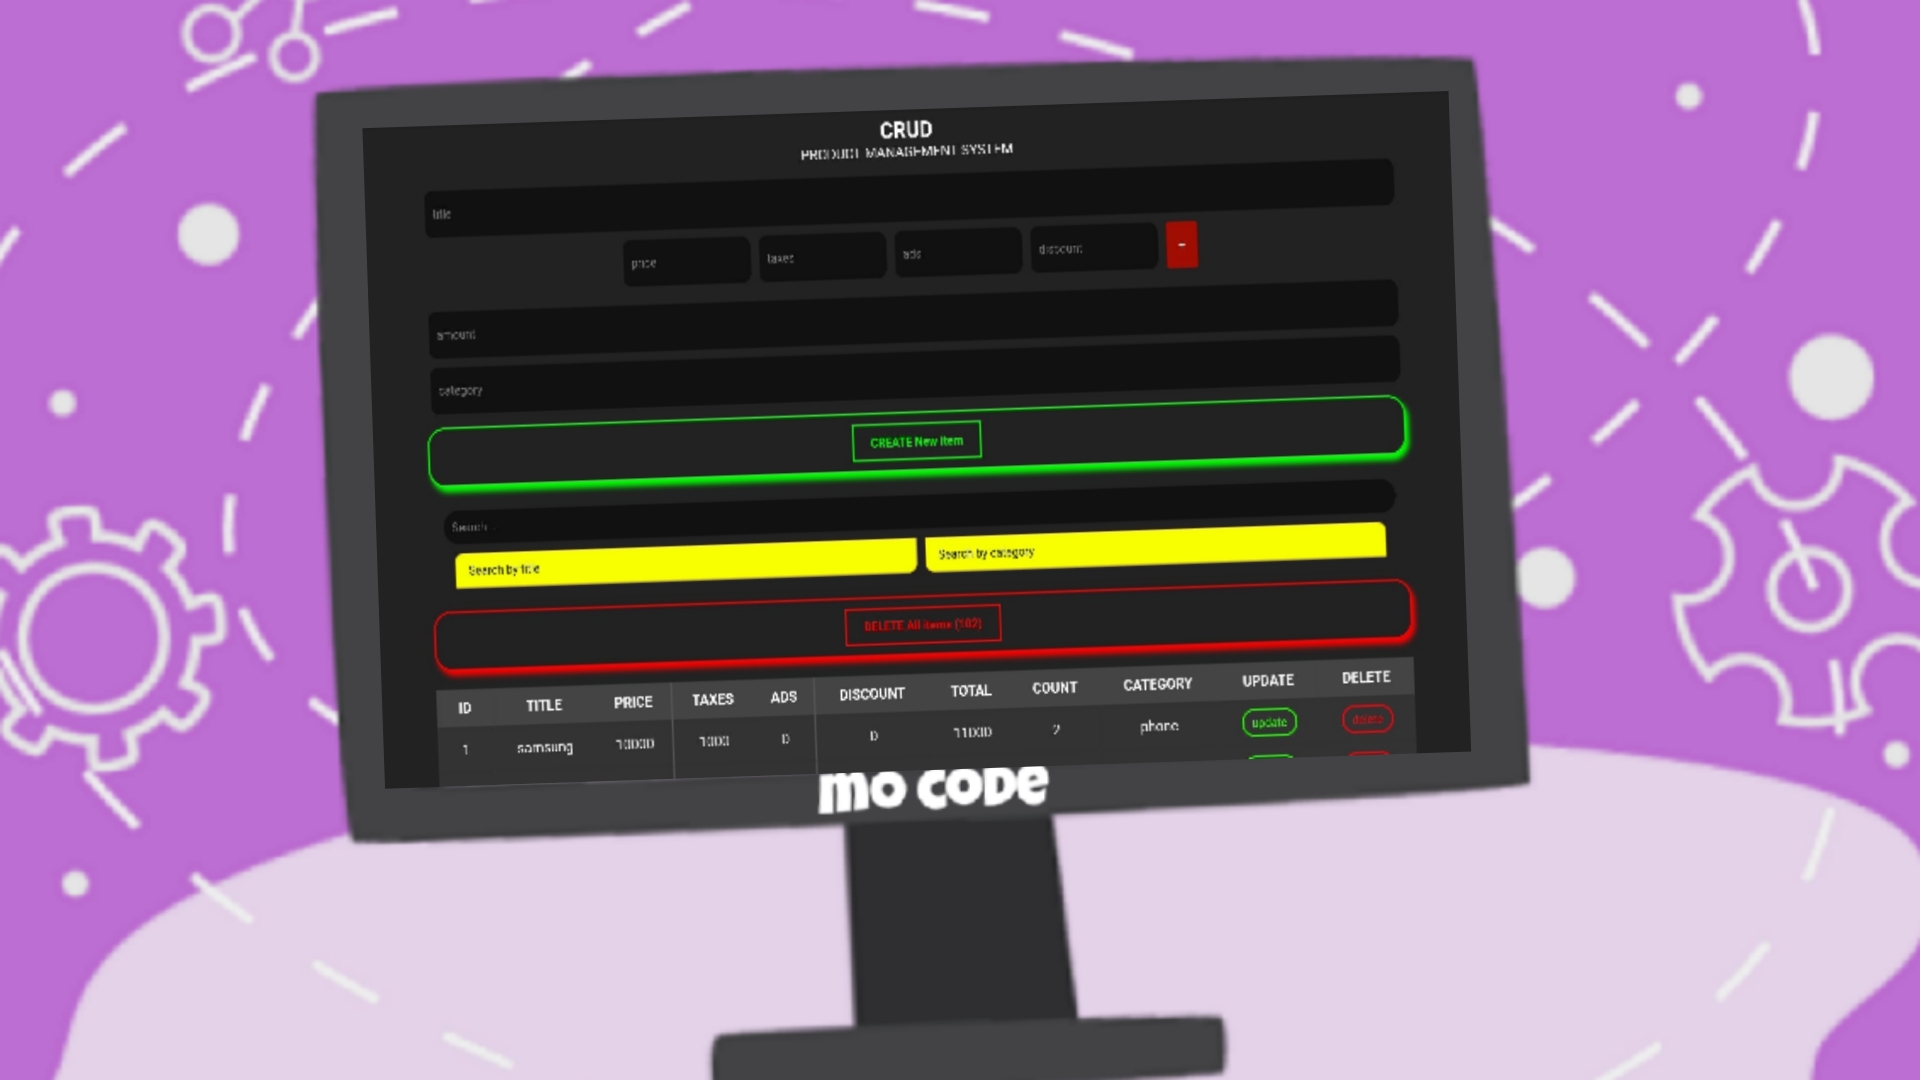 CRUD
PRODUCT MANAGEMENT SYSTEM
title
price taxes ads discount -
amount
category
CREATE New Item
Search
Search by title Search by category
DELETE All items (102)
ID TITLE PRICE TAXES ADS DISCOUNT TOTAL COUNT CATEGORY UPDATE DELETE
1 samsung 10000 1000 0 0 11000 2 phone update delete
mo code